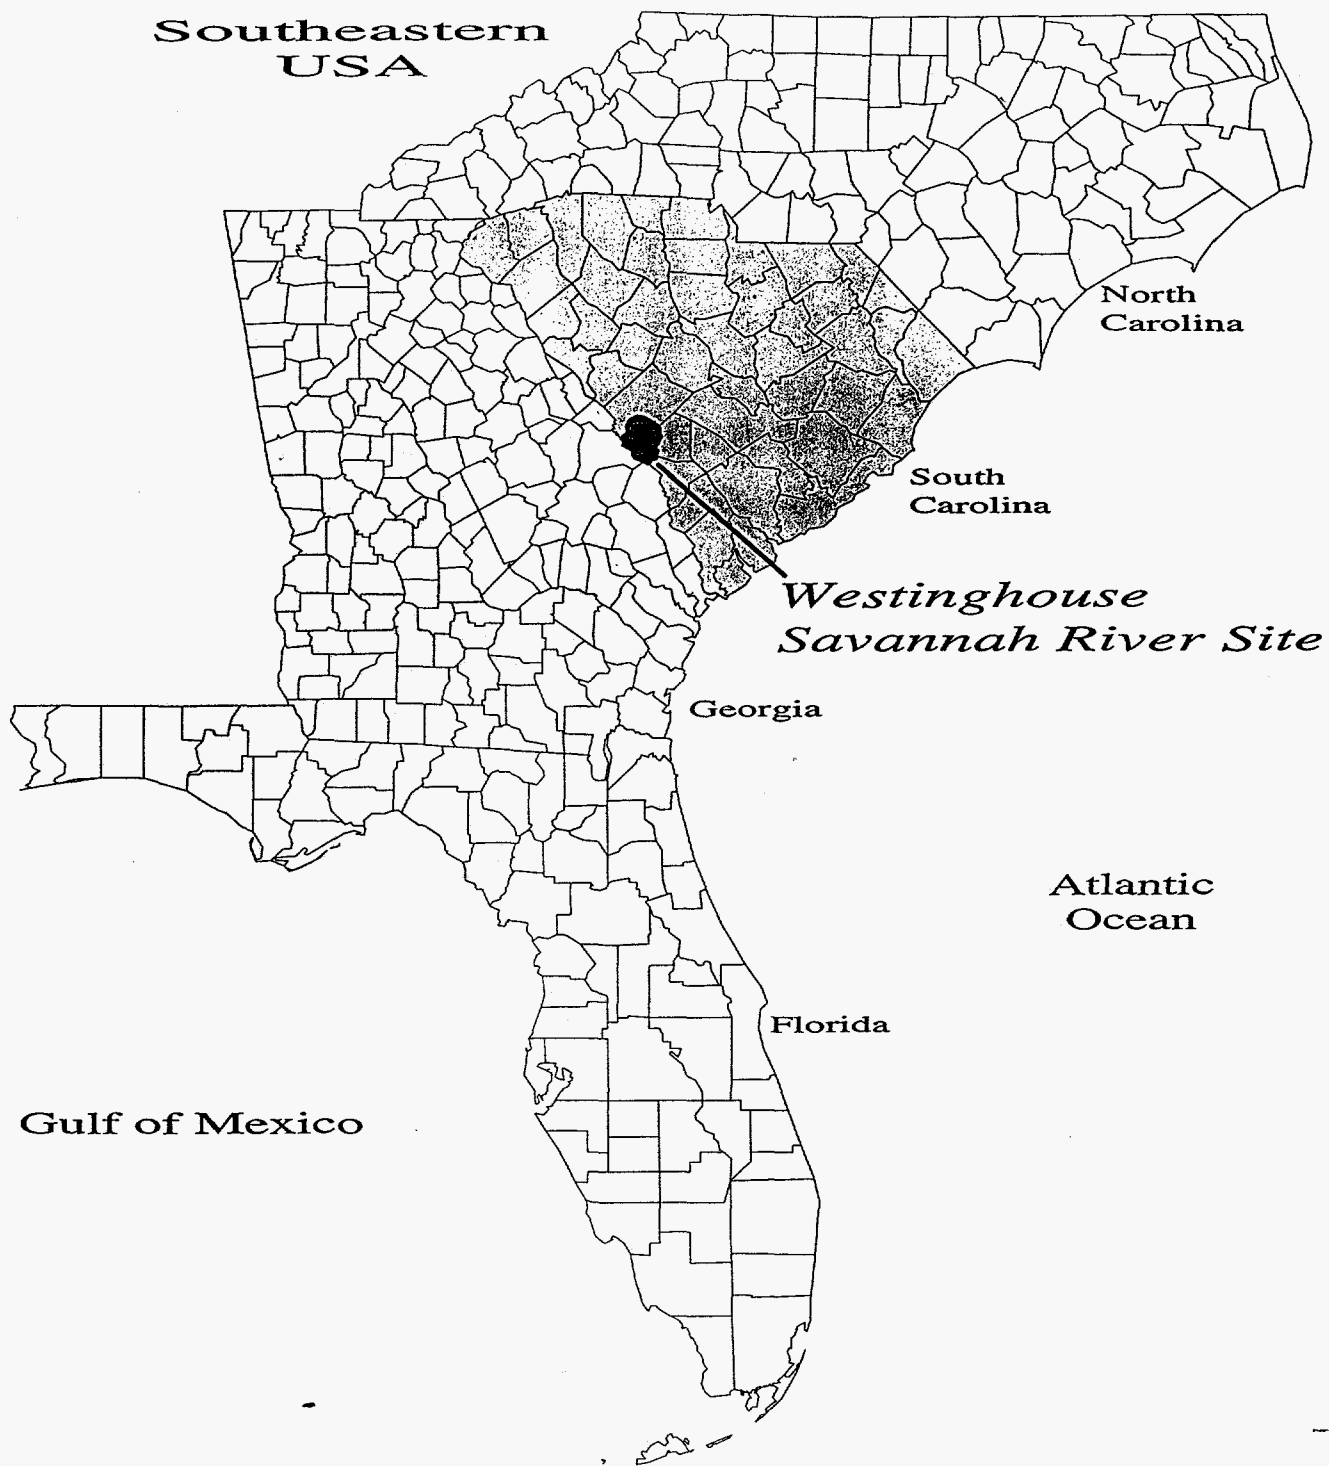 Southeastern
USA
North
Carolina
South
Carolina
Westinghouse
Savannah River Site
Georgia
Atlantic
Ocean
Florida
Gulf of Mexico